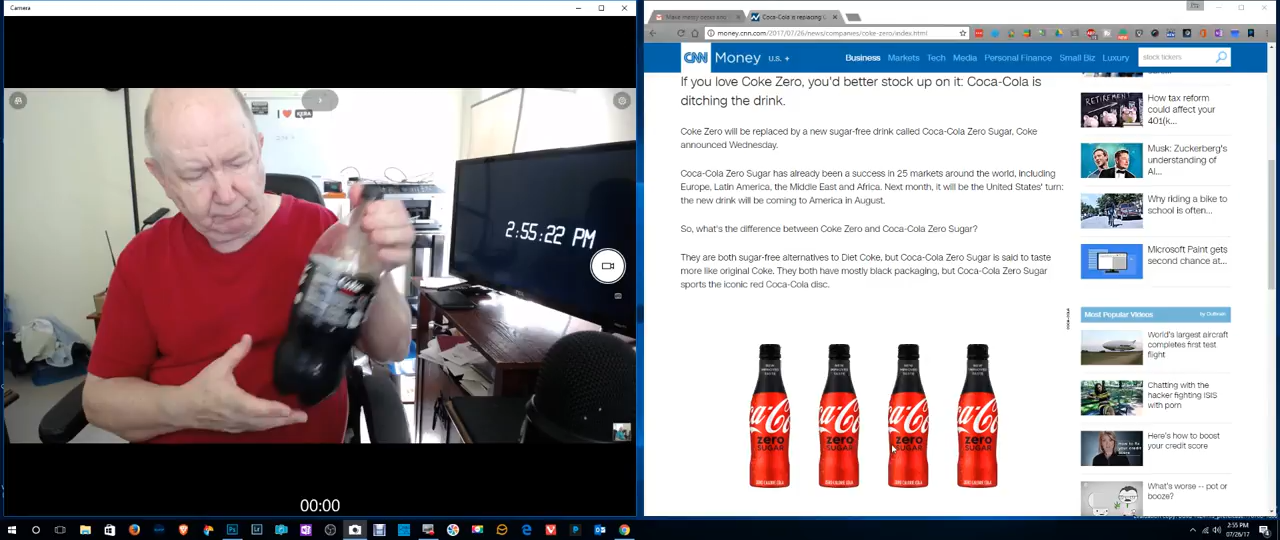 Camera
I ❤ KEBA
2:55:22 PM
00:00
Coca-Cola is replacing
money.cnn.com/2017/07/26/news/companies/coke-zero/index.html
CNN Money U.S. +
Business Markets Tech Media Personal Finance Small Biz Luxury
stock tickers
If you love Coke Zero, you'd better stock up on it: Coca-Cola is
ditching the drink.
Coke Zero will be replaced by a new sugar-free drink called Coca-Cola Zero Sugar, Coke
announced Wednesday.
Coca-Cola Zero Sugar has already been a success in 25 markets around the world, including
Europe, Latin America, the Middle East and Africa. Next month, it will be the United States' turn:
the new drink will be coming to America in August.
So, what's the difference between Coke Zero and Coca-Cola Zero Sugar?
They are both sugar-free alternatives to Diet Coke, but Coca-Cola Zero Sugar is said to taste
more like original Coke. They both have mostly black packaging, but Coca-Cola Zero Sugar
sports the iconic red Coca-Cola disc.
COCA-COLA
zero zero zero zero
SUGAR SUGAR SUGAR SUGAR
RETIREMENT
How tax reform
could affect your
401(k...
Musk: Zuckerberg's
understanding of
AI...
Why riding a bike to
school is often...
Microsoft Paint gets
second chance at...
Most Popular Videos
by Outbrain
World's largest aircraft
completes first test
flight
Chatting with the
hacker fighting ISIS
with porn
Here's how to boost
your credit score
What's worse -- pot or
booze?
2:55 PM
07/26/17